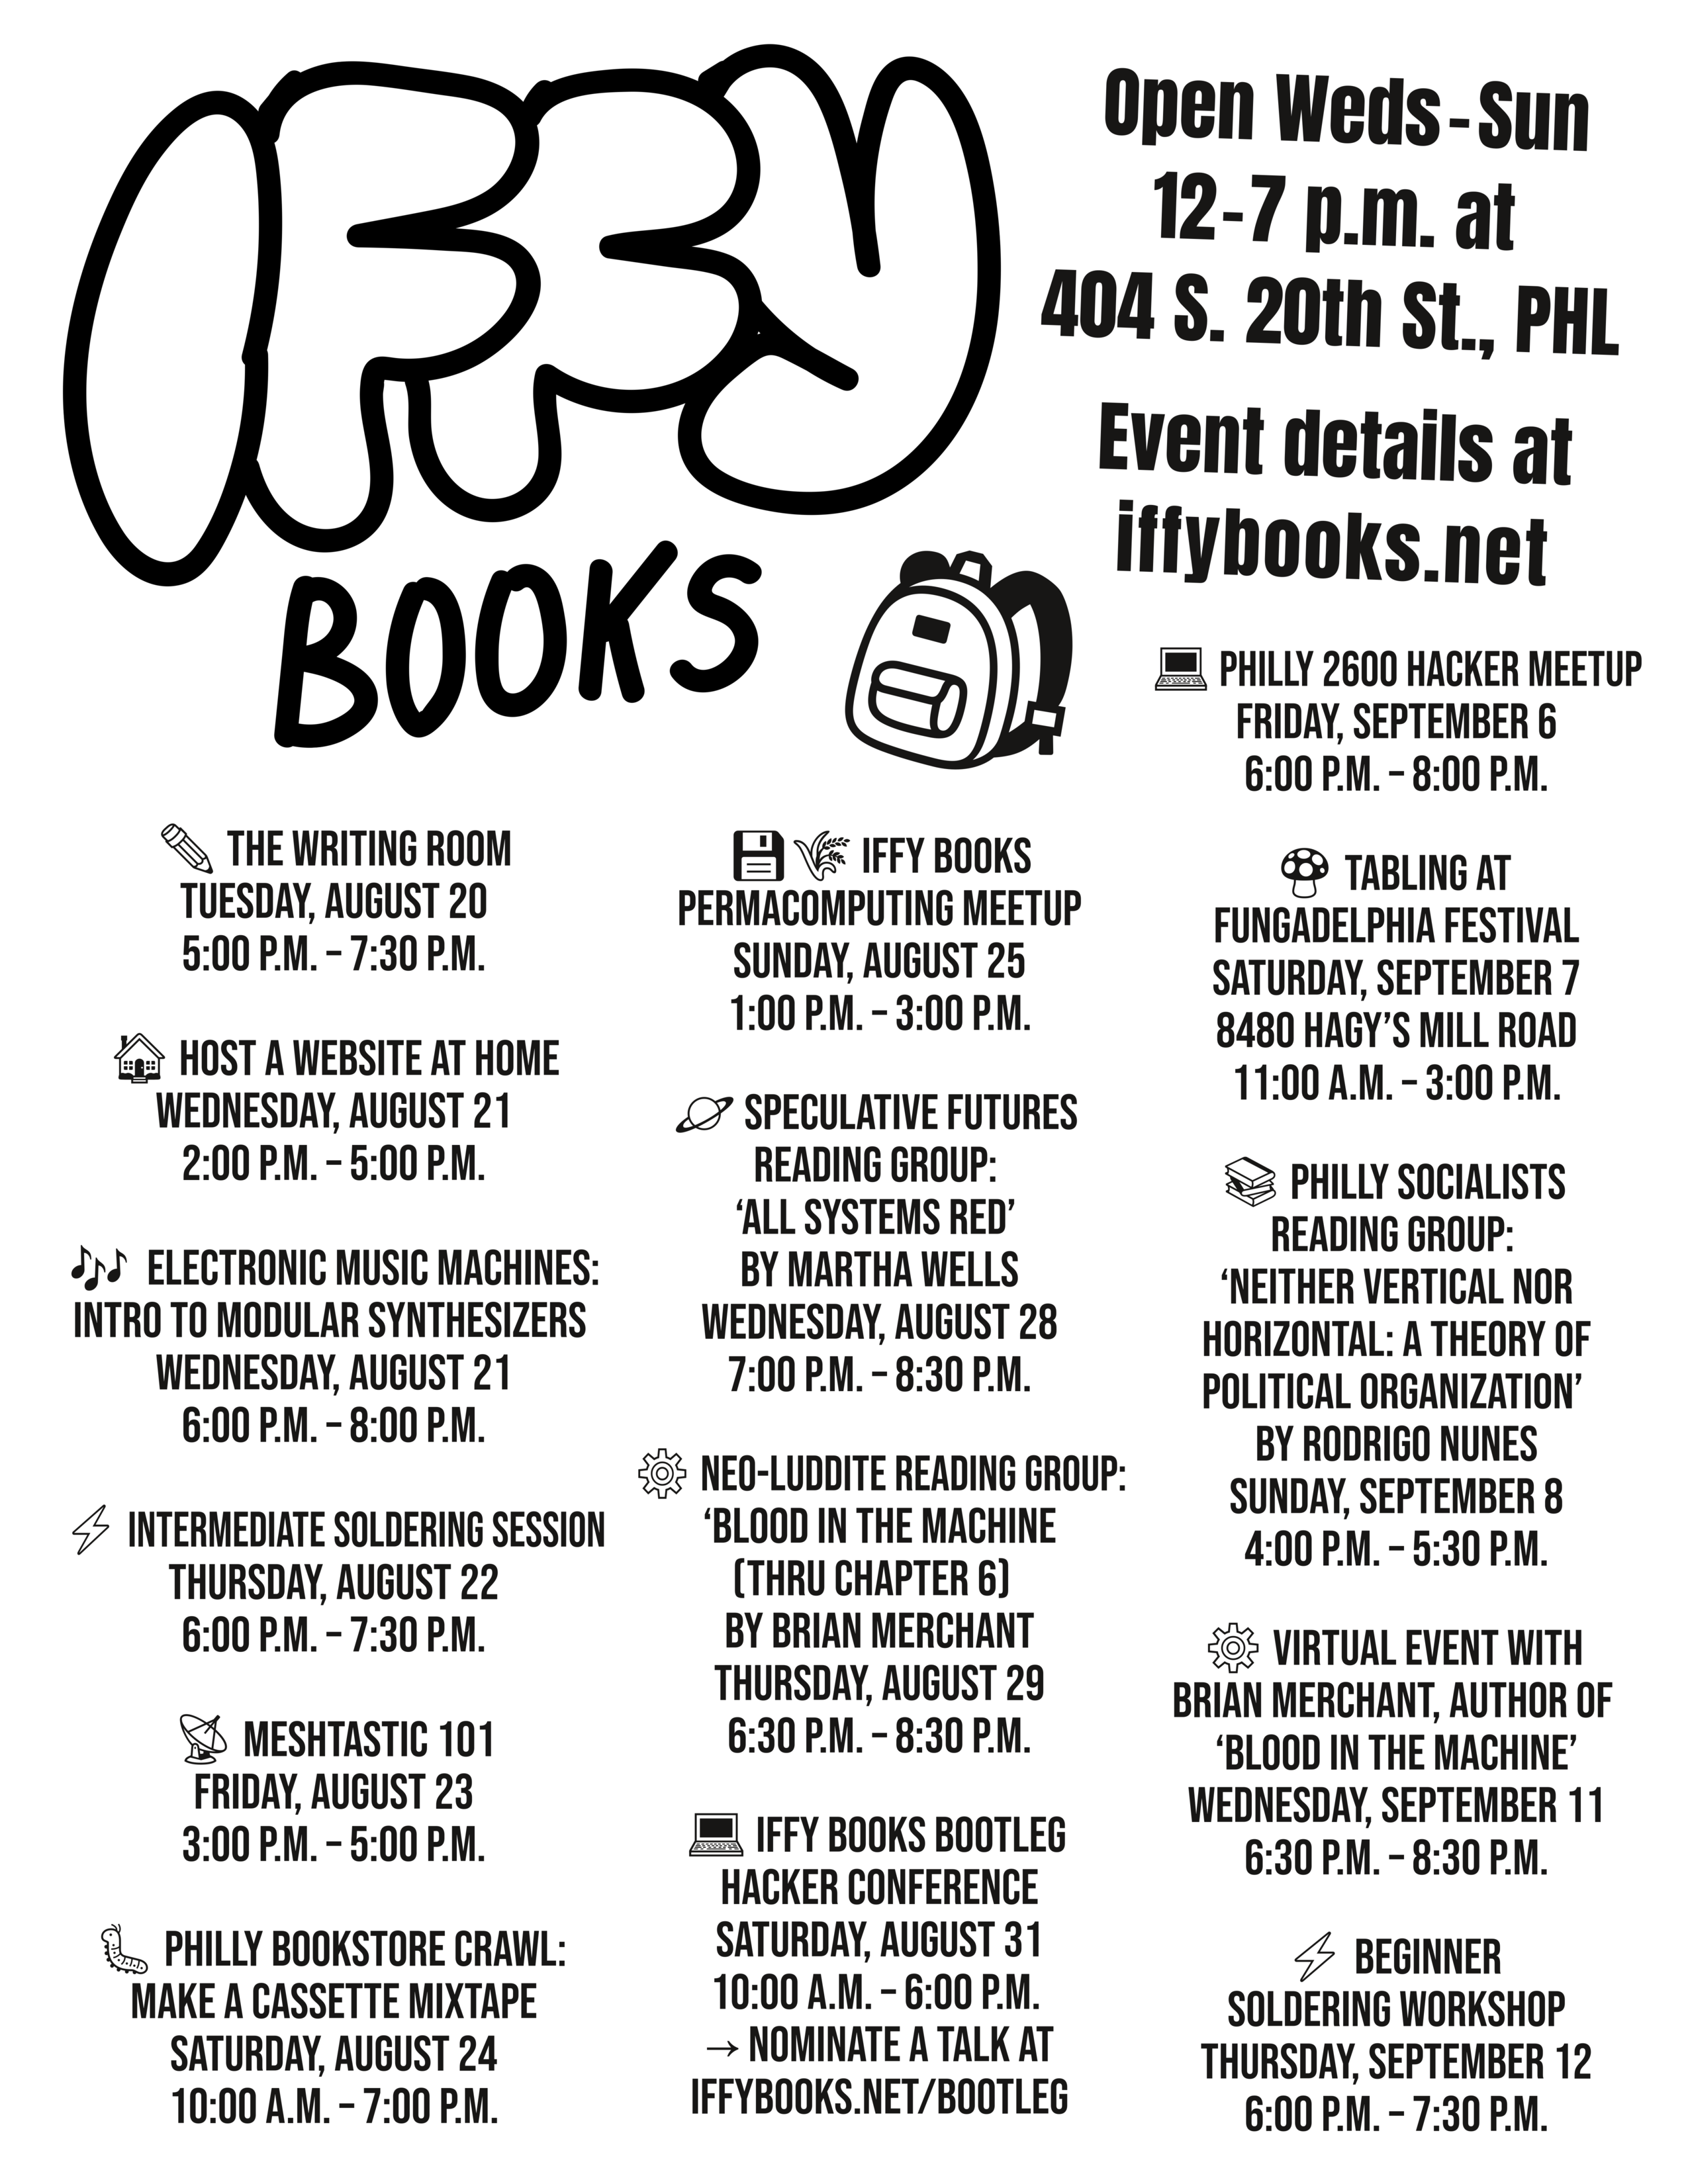 IFFY
BOOKS
Open Weds-Sun
12-7 p.m. at
404 S. 20th St., PHL
Event details at
iffybooks.net
THE WRITING ROOM
TUESDAY, AUGUST 20
5:00 P.M. – 7:30 P.M.
HOST A WEBSITE AT HOME
WEDNESDAY, AUGUST 21
2:00 P.M. – 5:00 P.M.
ELECTRONIC MUSIC MACHINES:
INTRO TO MODULAR SYNTHESIZERS
WEDNESDAY, AUGUST 21
6:00 P.M. – 8:00 P.M.
INTERMEDIATE SOLDERING SESSION
THURSDAY, AUGUST 22
6:00 P.M. – 7:30 P.M.
MESHTASTIC 101
FRIDAY, AUGUST 23
3:00 P.M. – 5:00 P.M.
PHILLY BOOKSTORE CRAWL:
MAKE A CASSETTE MIXTAPE
SATURDAY, AUGUST 24
10:00 A.M. – 7:00 P.M.
IFFY BOOKS
PERMACOMPUTING MEETUP
SUNDAY, AUGUST 25
1:00 P.M. – 3:00 P.M.
SPECULATIVE FUTURES
READING GROUP:
‘ALL SYSTEMS RED’
BY MARTHA WELLS
WEDNESDAY, AUGUST 28
7:00 P.M. – 8:30 P.M.
NEO-LUDDITE READING GROUP:
‘BLOOD IN THE MACHINE
(THRU CHAPTER 6)
BY BRIAN MERCHANT
THURSDAY, AUGUST 29
6:30 P.M. – 8:30 P.M.
IFFY BOOKS BOOTLEG
HACKER CONFERENCE
SATURDAY, AUGUST 31
10:00 A.M. – 6:00 P.M.
→ NOMINATE A TALK AT
IFFYBOOKS.NET/BOOTLEG
PHILLY 2600 HACKER MEETUP
FRIDAY, SEPTEMBER 6
6:00 P.M. – 8:00 P.M.
TABLING AT
FUNGADELPHIA FESTIVAL
SATURDAY, SEPTEMBER 7
8480 HAGY’S MILL ROAD
11:00 A.M. – 3:00 P.M.
PHILLY SOCIALISTS
READING GROUP:
‘NEITHER VERTICAL NOR
HORIZONTAL: A THEORY OF
POLITICAL ORGANIZATION’
BY RODRIGO NUNES
SUNDAY, SEPTEMBER 8
4:00 P.M. – 5:30 P.M.
VIRTUAL EVENT WITH
BRIAN MERCHANT, AUTHOR OF
‘BLOOD IN THE MACHINE’
WEDNESDAY, SEPTEMBER 11
6:30 P.M. – 8:30 P.M.
BEGINNER
SOLDERING WORKSHOP
THURSDAY, SEPTEMBER 12
6:00 P.M. – 7:30 P.M.